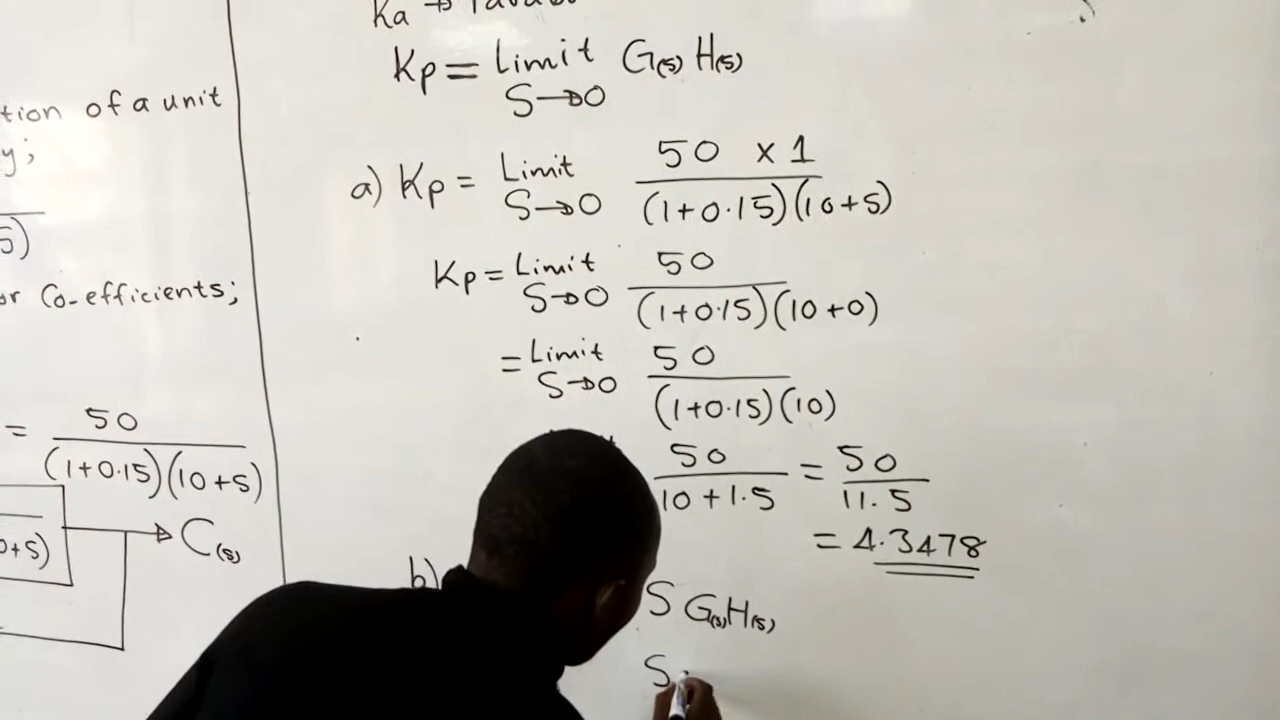 tion of a unit
y;
5)
or Co-efficients;
= 50 / (1+0.15)(10+s)
0+s)
C(s)
Ka →
Kp = Limit S→0 G(s) H(s)
a) Kp = Limit S→0 50 x 1 / (1+0.15)(10+s)
Kp = Limit S→0 50 / (1+0.15)(10+0)
= Limit S→0 50 / (1+0.15)(10)
50 / 10+1.5 = 50 / 11.5
= 4.3478
b)
S G(s)H(s)
S